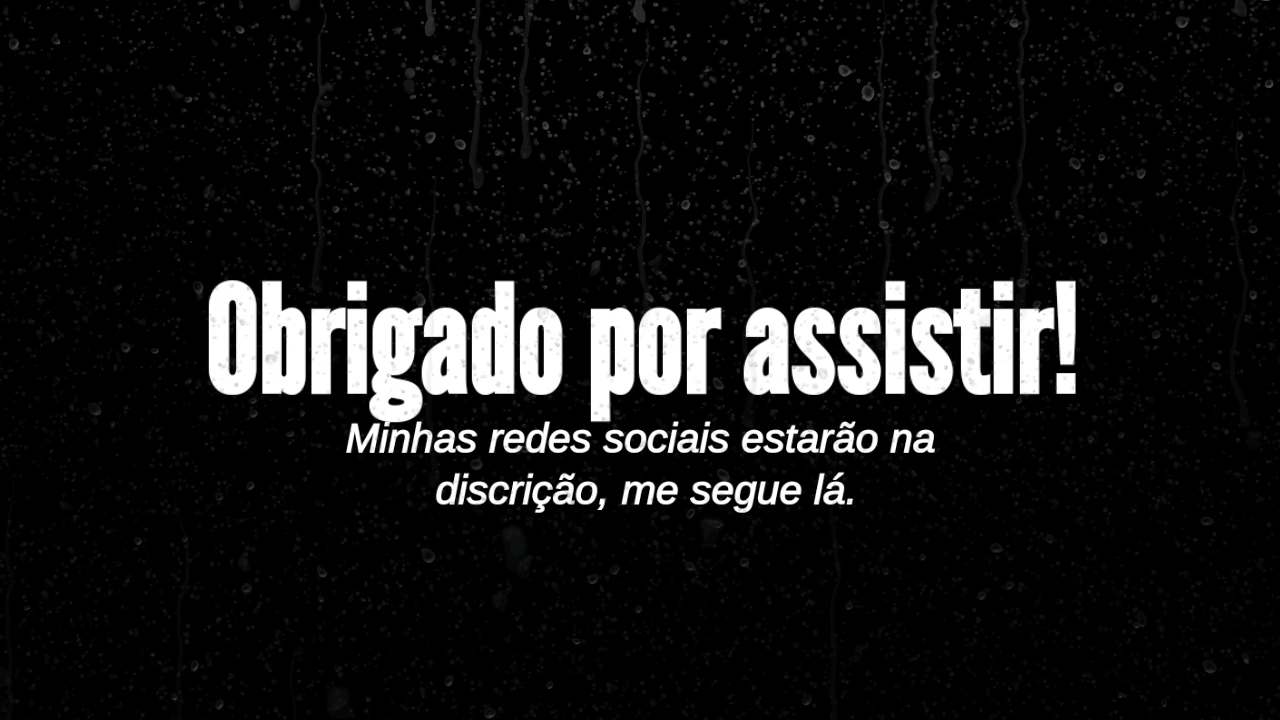 Obrigado por assistir!
Minhas redes sociais estarão na
discrição, me segue lá.